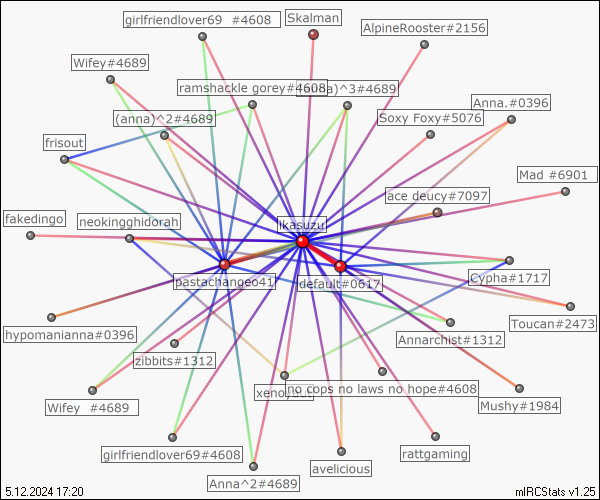 girlfriendlover69 #4608
Skalman
AlpineRooster#2156
Wifey#4689
ramshackle gorey#4608
)^3#4689
Anna.#0396
(anna)^2#4689
Soxy Foxy#5076
frisout
Mad #6901
ace deucy#7097
fakedingo
neokingghidorah
ikasuzu
pastachangeo41
default#0617
Cypha#1717
Toucan#2473
hypomanianna#0396
Annarchist#1312
zibbits#1312
no cops no laws no hope#4608
Wifey #4689
Mushy#1984
girlfriendlover69#4608
rattgaming
avelicious
Anna^2#4689
5.12.2024 17:20
mIRCStats v1.25